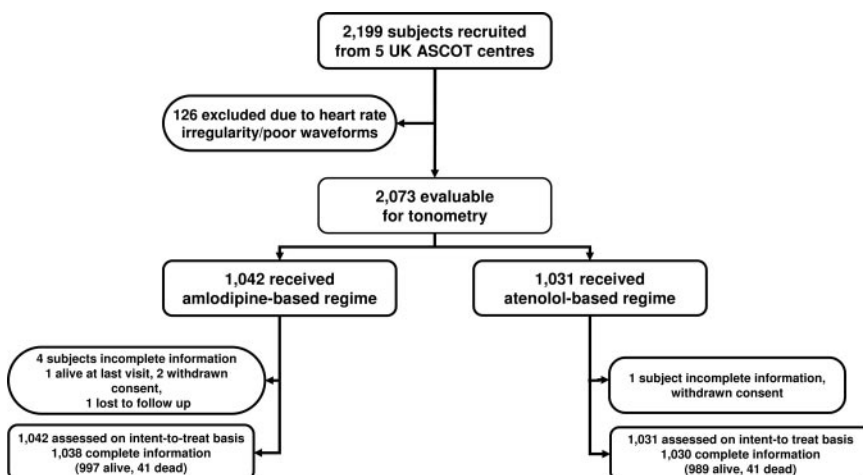 2,199 subjects recruited
from 5 UK ASCOT centres
126 excluded due to heart rate
irregularity/poor waveforms
2,073 evaluable
for tonometry
1,042 received
amlodipine-based regime
1,031 received
atenolol-based regime
4 subjects incomplete information
1 alive at last visit, 2 withdrawn
consent,
1 lost to follow up
1 subject incomplete information,
withdrawn consent
1,042 assessed on intent-to-treat basis
1,038 complete information
(997 alive, 41 dead)
1,031 assessed on intent-to treat basis
1,030 complete information
(989 alive, 41 dead)